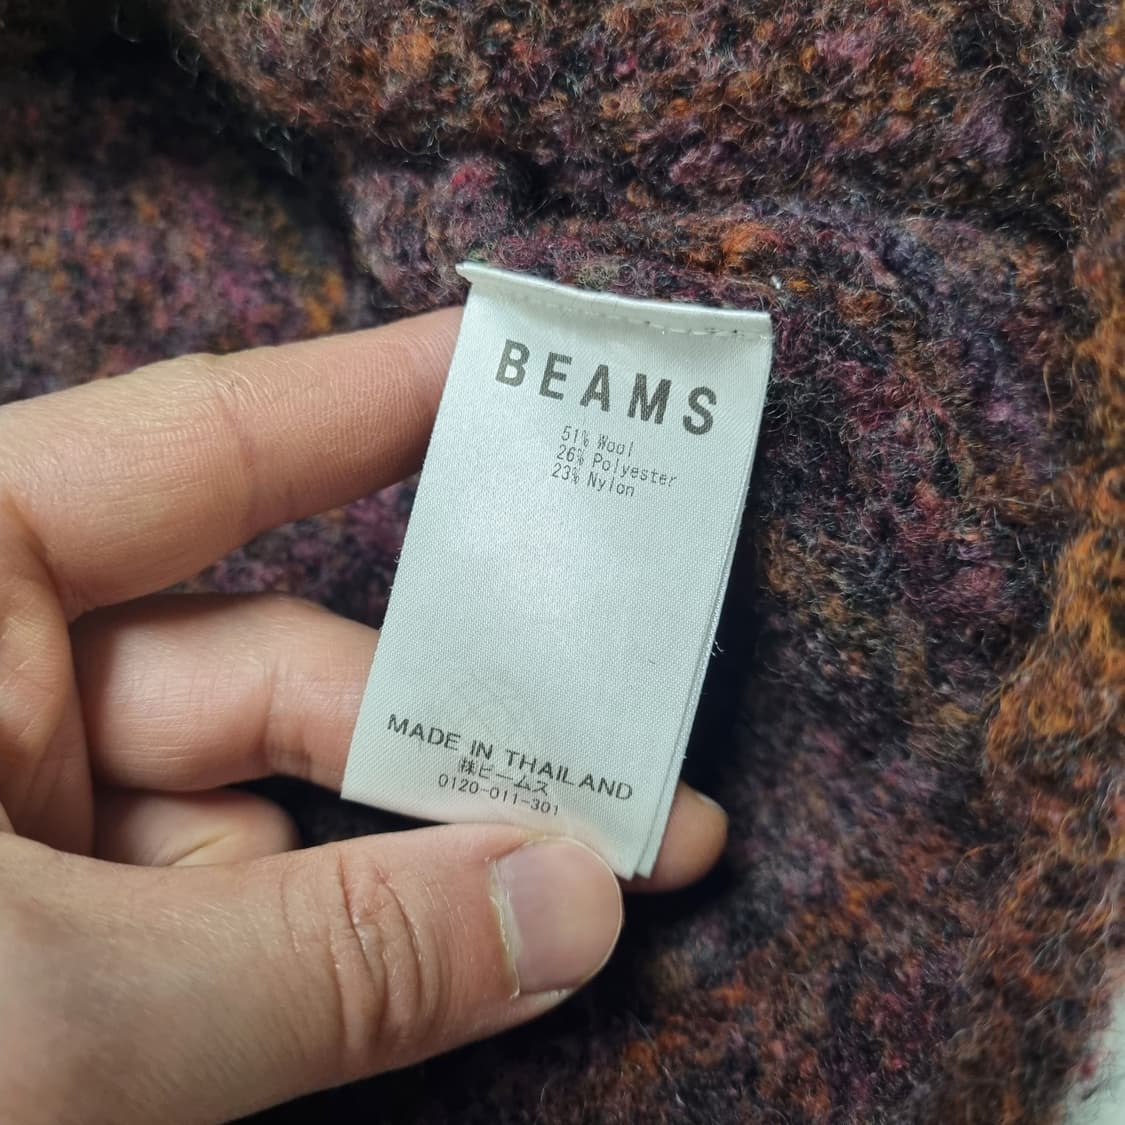 BEAMS
51% Wool
26% Polyester
23% Nylon
MADE IN THAILAND
㈱ビームス
0120-011-301